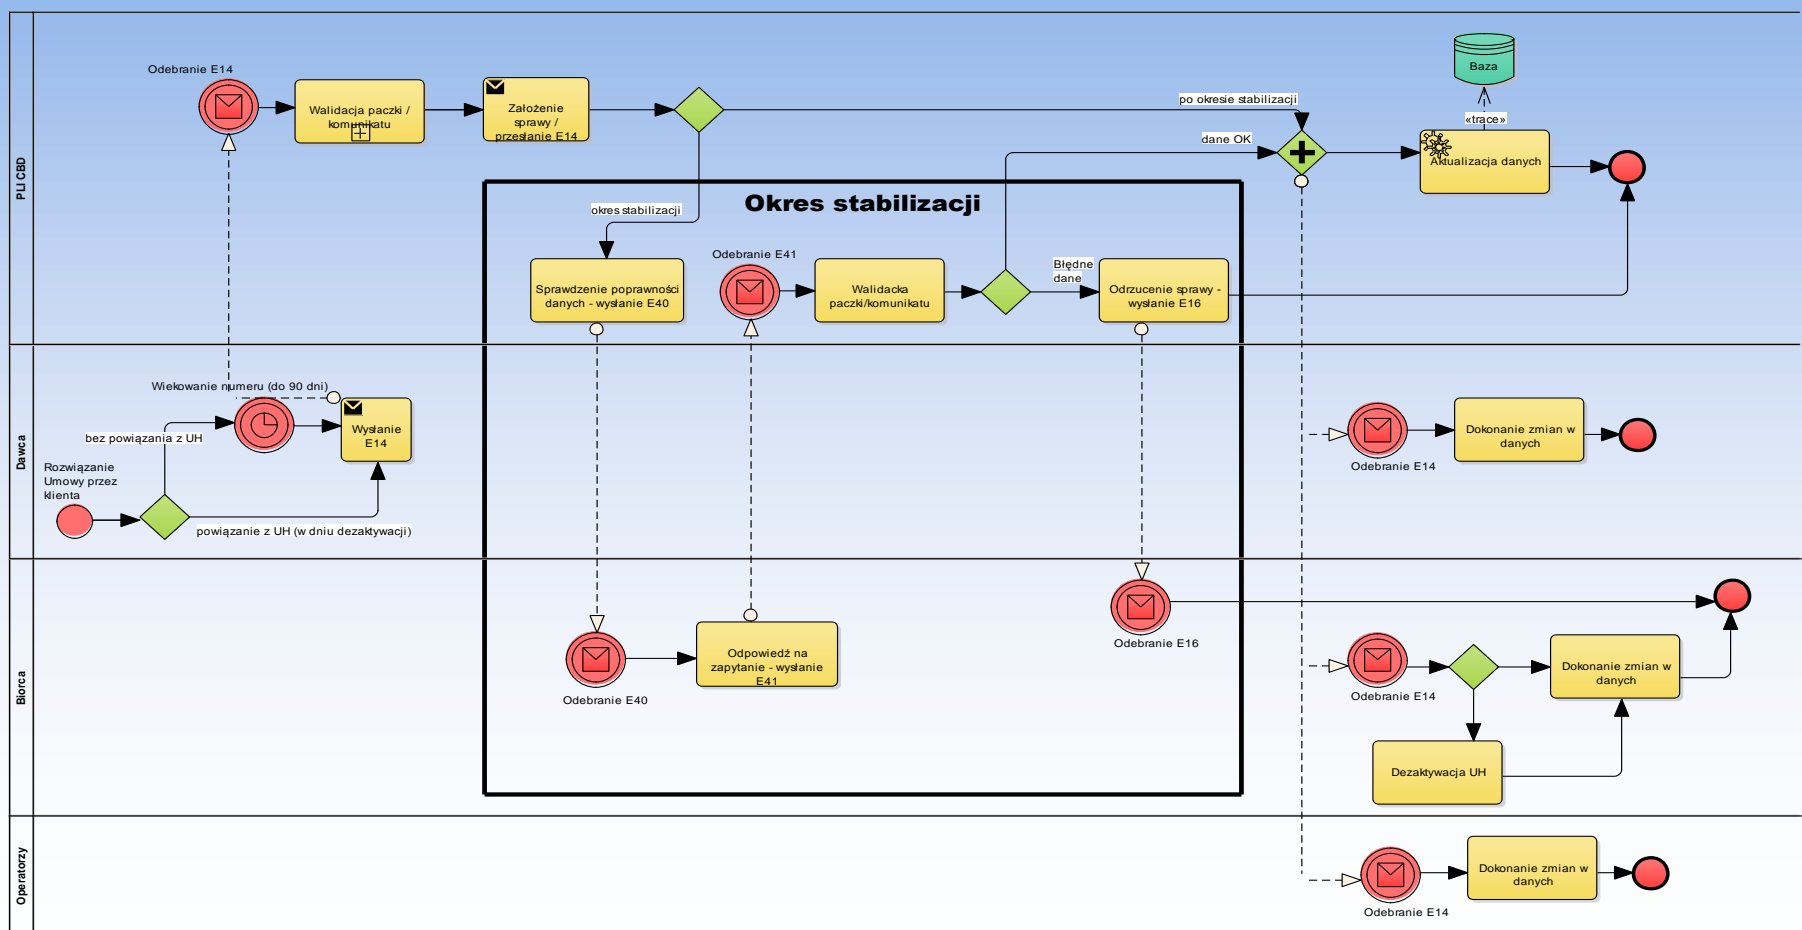 PLI CBD
Odebranie E14
Walidacja paczki /
komunikatu
Założenie
sprawy /
przesłanie E14
po okresie stabilizacji
dane OK
Baza
«trace»
Aktualizacja danych
Okres stabilizacji
okres stabilizacji
Sprawdzenie poprawności
danych - wysłanie E40
Odebranie E41
Walidacka
paczki/komunikatu
Błędne
dane
Odrzucenie sprawy -
wysłanie E16
Dawca
Wiekowanie numeru (do 90 dni)
bez powiązania z UH
Wysłanie
E14
Rozwiązanie
Umowy przez
klienta
powiązanie z UH (w dniu dezaktywacji)
Odebranie E14
Dokonanie zmian w
danych
Biorca
Odebranie E40
Odpowiedź na
zapytanie - wysłanie
E41
Odebranie E16
Odebranie E14
Dokonanie zmian w
danych
Dezaktywacja UH
Operatorzy
Odebranie E14
Dokonanie zmian w
danych